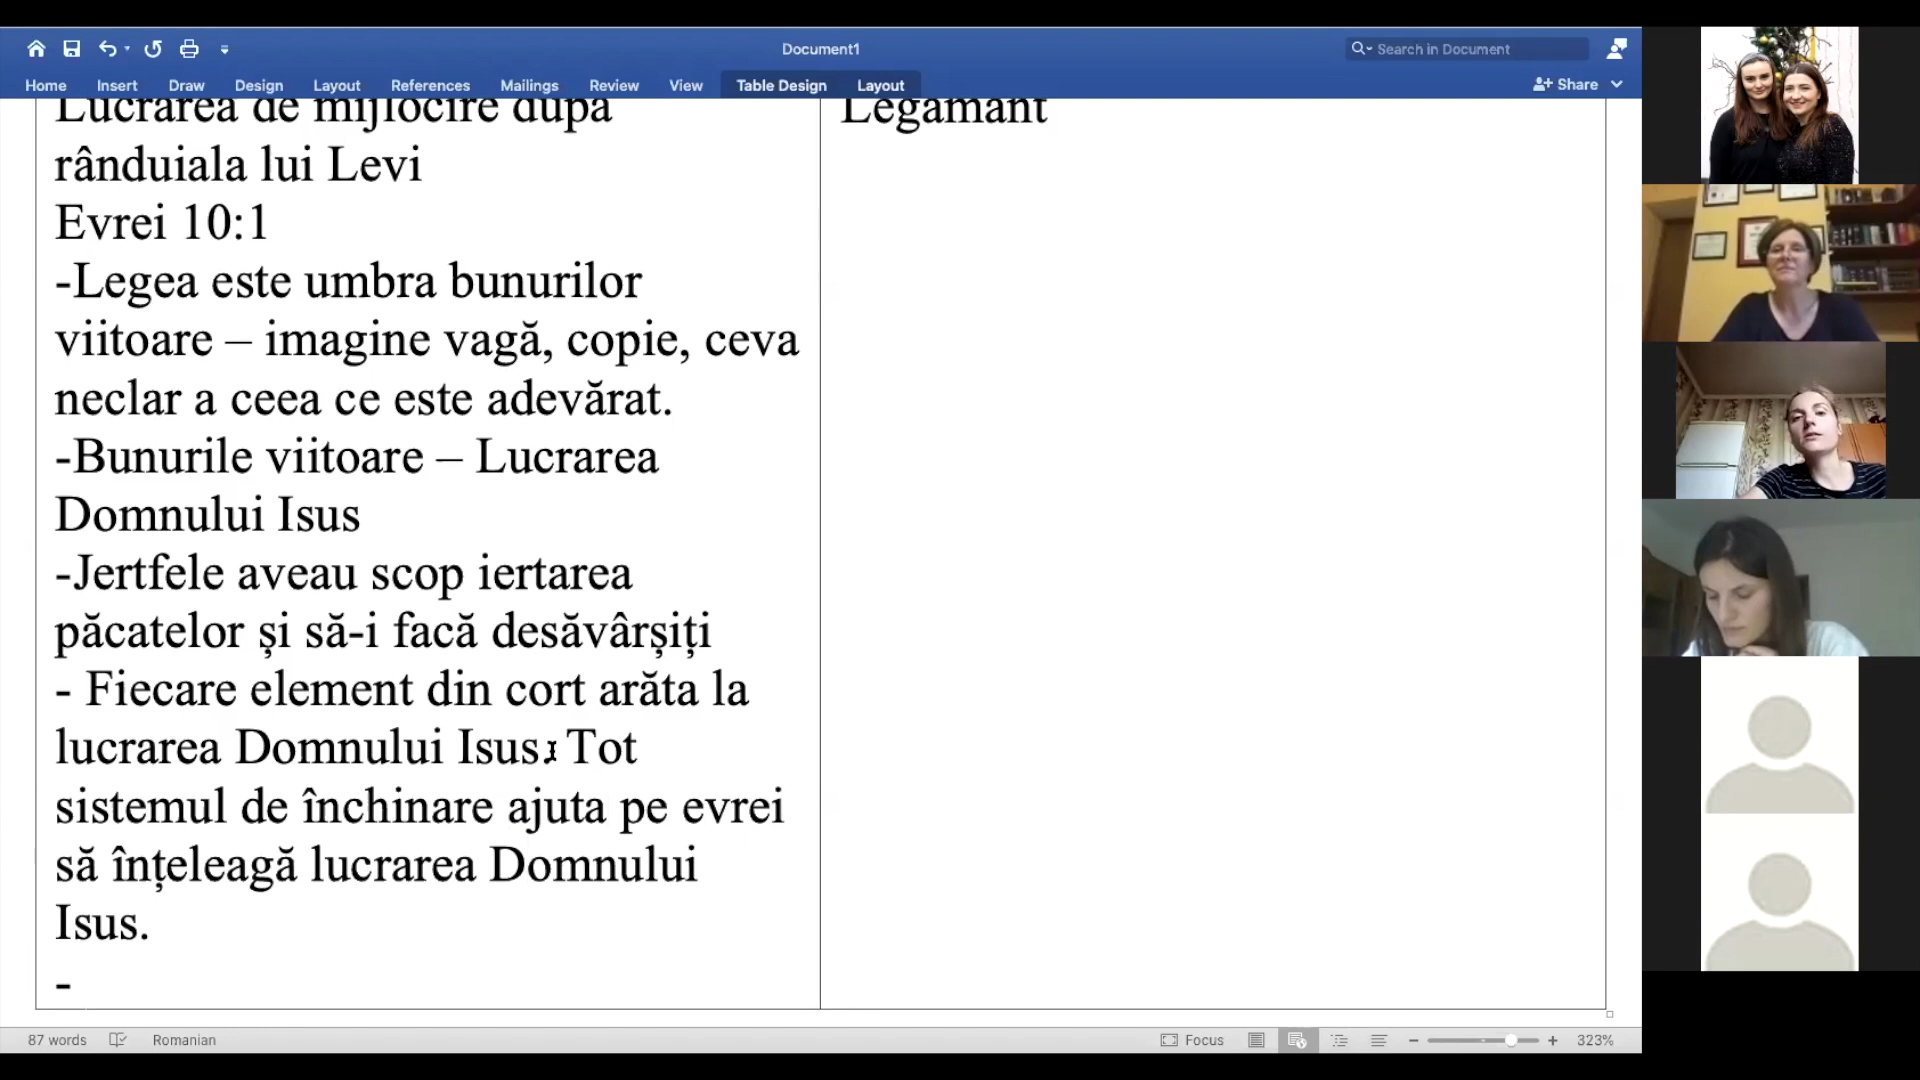 Document1
Search in Document
Home Insert Draw Design Layout References Mailings Review View Table Design Layout Share
Lucrarea de mijlocire după
rânduiala lui Levi
Evrei 10:1
-Legea este umbra bunurilor
viitoare – imagine vagă, copie, ceva
neclar a ceea ce este adevărat.
-Bunurile viitoare – Lucrarea
Domnului Isus
-Jertfele aveau scop iertarea
păcatelor și să-i facă desăvârșiți
- Fiecare element din cort arăta la
lucrarea Domnului Isus. Tot
sistemul de închinare ajuta pe evrei
să înțeleagă lucrarea Domnului
Isus.
-
Legământ
87 words Romanian Focus 323%